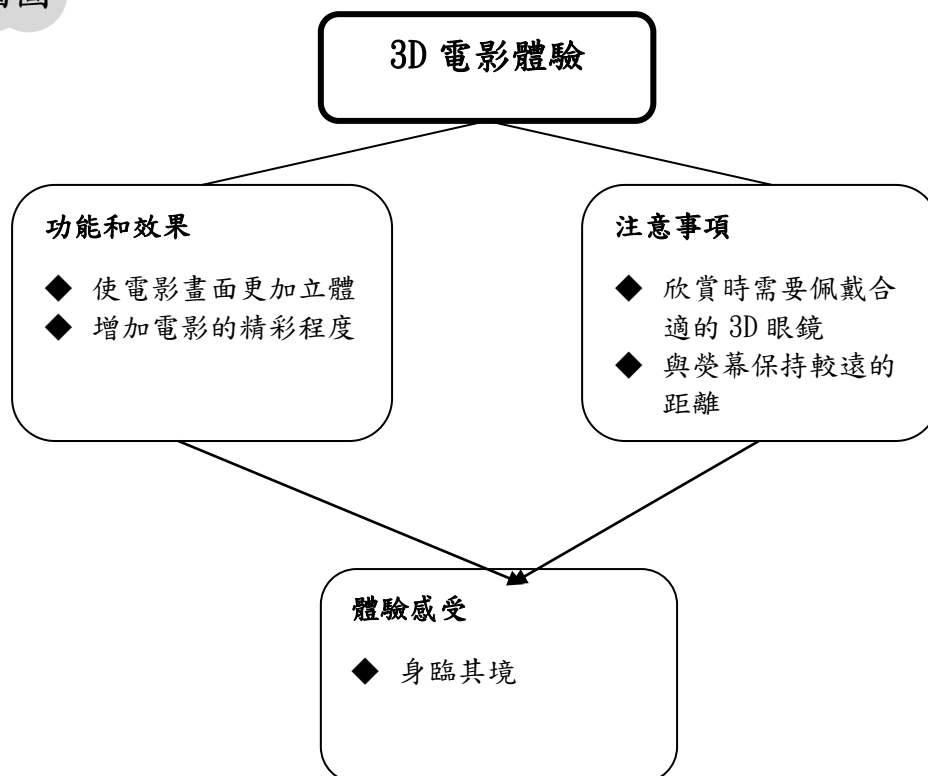 3D 電影體驗
功能和效果
◆ 使電影畫面更加立體
◆ 增加電影的精彩程度
注意事項
◆ 欣賞時需要佩戴合
適的 3D 眼鏡
◆ 與熒幕保持較遠的
距離
體驗感受
◆ 身臨其境